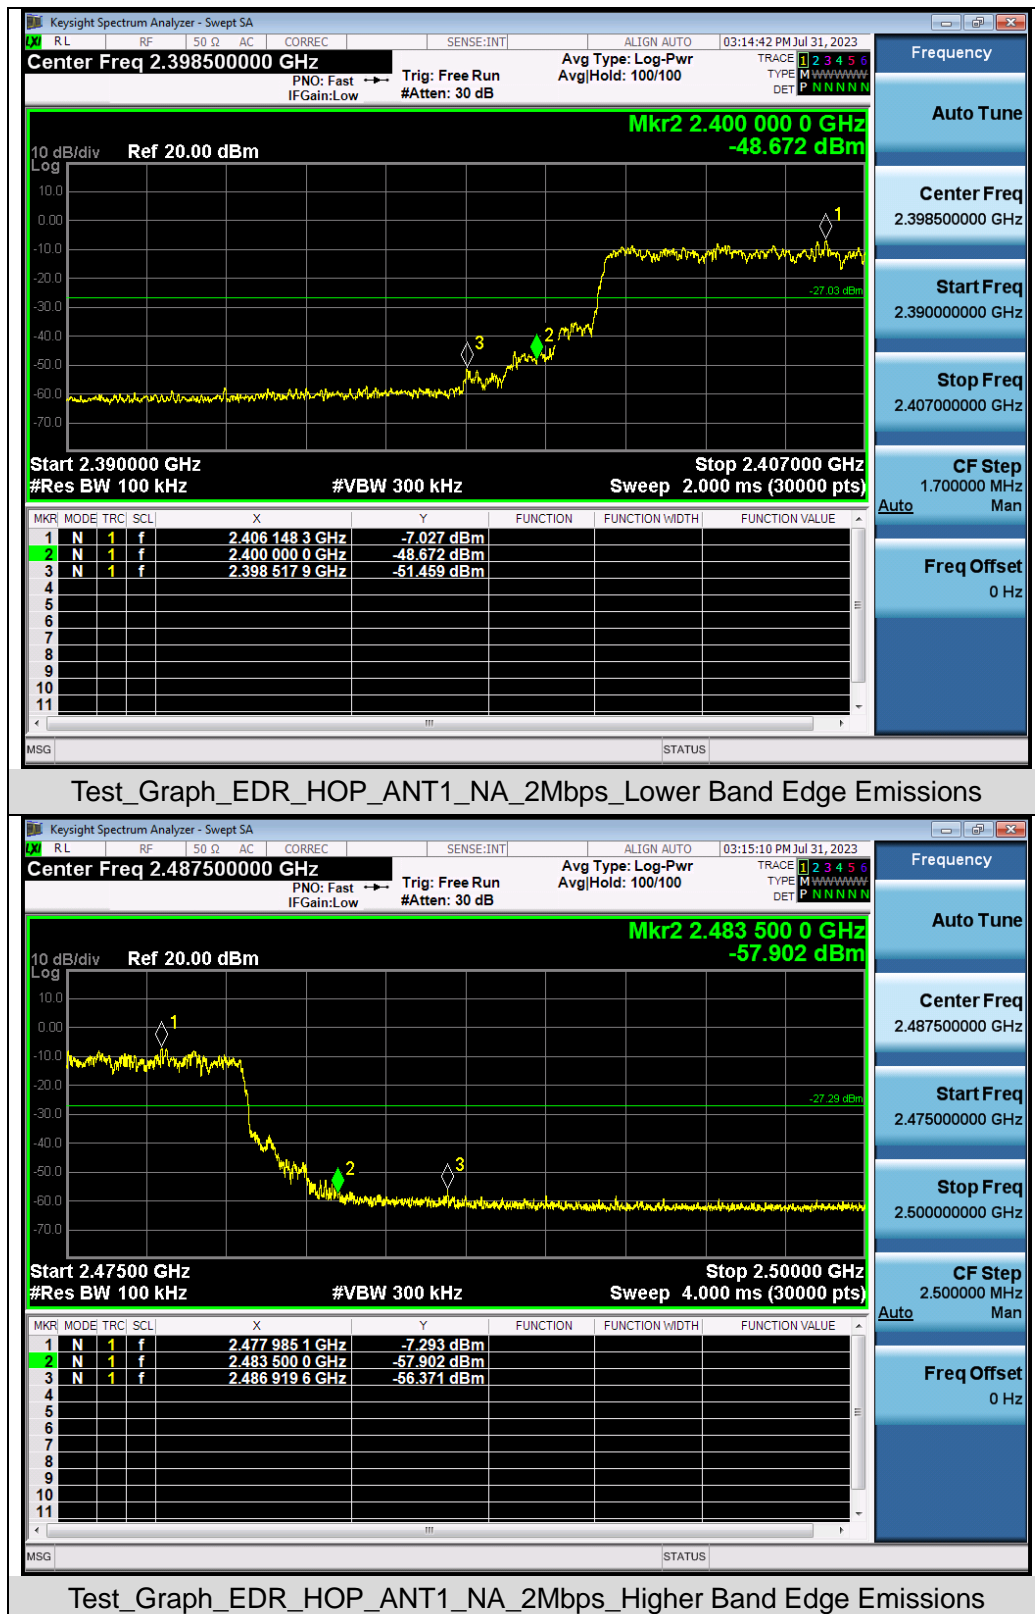 Keysight Spectrum Analyzer - Swept SA
LXI RL RF 50 Ω AC CORREC SENSE:INT ALIGN AUTO 03:14:42 PM Jul 31, 2023
Center Freq 2.398500000 GHz Avg Type: Log-Pwr TRACE 1 2 3 4 5 6
PNO: Fast Trig: Free Run Avg|Hold: 100/100 TYPE M WWWWW
IFGain:Low #Atten: 30 dB DET P N N N N N
Mkr2 2.400 000 0 GHz
10 dB/div Ref 20.00 dBm -48.672 dBm
Log
10.0
0.00
-10.0
-20.0
-30.0
-40.0
-50.0
-60.0
-70.0
1
-27.03 dBm
2
3
Start 2.390000 GHz Stop 2.407000 GHz
#Res BW 100 kHz #VBW 300 kHz Sweep 2.000 ms (30000 pts)
MKR MODE TRC SCL X Y FUNCTION FUNCTION WIDTH FUNCTION VALUE
1 N 1 f 2.406 148 3 GHz -7.027 dBm
2 N 1 f 2.400 000 0 GHz -48.672 dBm
3 N 1 f 2.398 517 9 GHz -51.459 dBm
4
5
6
7
8
9
10
11
MSG STATUS
Frequency
Auto Tune
Center Freq
2.398500000 GHz
Start Freq
2.390000000 GHz
Stop Freq
2.407000000 GHz
CF Step
1.700000 MHz
Auto Man
Freq Offset
0 Hz
Test_Graph_EDR_HOP_ANT1_NA_2Mbps_Lower Band Edge Emissions
Keysight Spectrum Analyzer - Swept SA
LXI RL RF 50 Ω AC CORREC SENSE:INT ALIGN AUTO 03:15:10 PM Jul 31, 2023
Center Freq 2.487500000 GHz Avg Type: Log-Pwr TRACE 1 2 3 4 5 6
PNO: Fast Trig: Free Run Avg|Hold: 100/100 TYPE M WWWWW
IFGain:Low #Atten: 30 dB DET P N N N N N
Mkr2 2.483 500 0 GHz
10 dB/div Ref 20.00 dBm -57.902 dBm
Log
10.0
0.00
-10.0
-20.0
-30.0
-40.0
-50.0
-60.0
-70.0
1
-27.29 dBm
2
3
Start 2.47500 GHz Stop 2.50000 GHz
#Res BW 100 kHz #VBW 300 kHz Sweep 4.000 ms (30000 pts)
MKR MODE TRC SCL X Y FUNCTION FUNCTION WIDTH FUNCTION VALUE
1 N 1 f 2.477 985 1 GHz -7.293 dBm
2 N 1 f 2.483 500 0 GHz -57.902 dBm
3 N 1 f 2.486 919 6 GHz -56.371 dBm
4
5
6
7
8
9
10
11
MSG STATUS
Frequency
Auto Tune
Center Freq
2.487500000 GHz
Start Freq
2.475000000 GHz
Stop Freq
2.500000000 GHz
CF Step
2.500000 MHz
Auto Man
Freq Offset
0 Hz
Test_Graph_EDR_HOP_ANT1_NA_2Mbps_Higher Band Edge Emissions